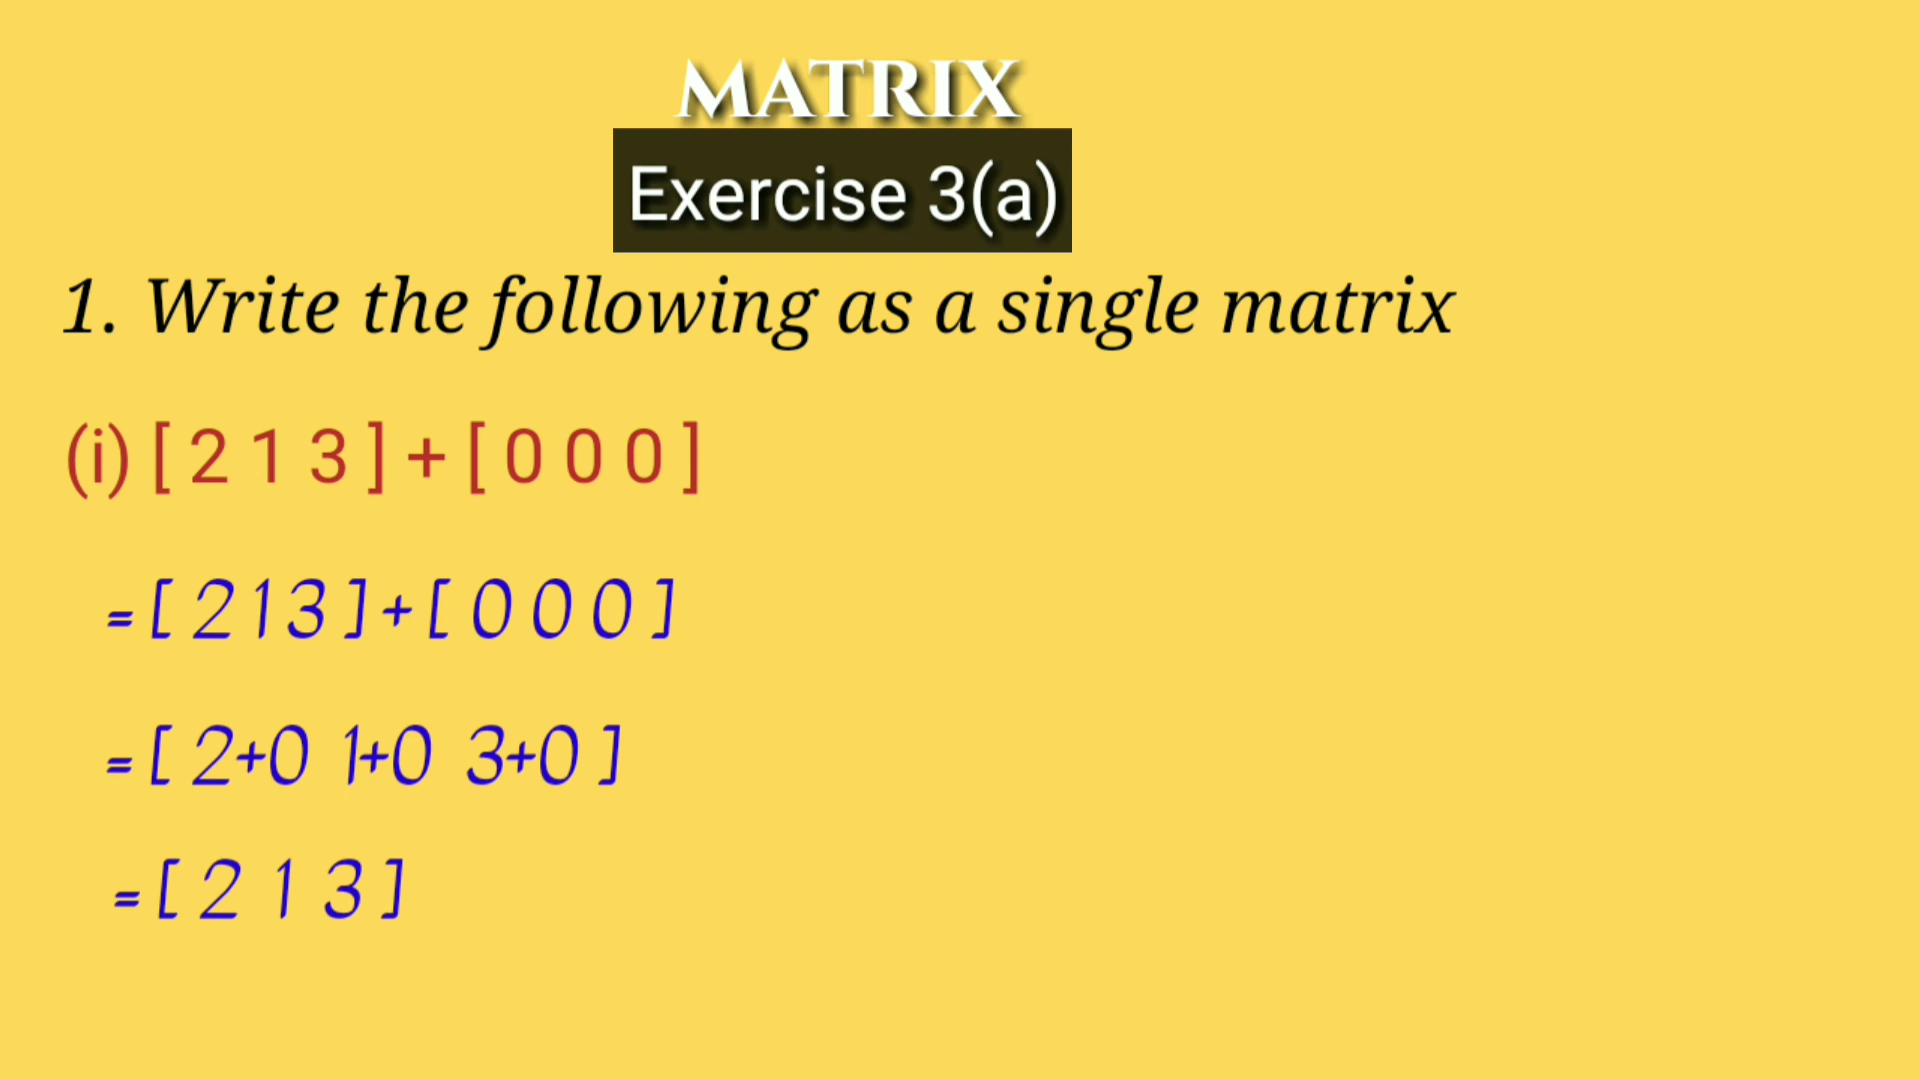 MATRIX
Exercise 3(a)
1. Write the following as a single matrix
(i) [ 2 1 3 ] + [ 0 0 0 ]
= [ 2 1 3 ] + [ 0 0 0 ]
= [ 2+0 1+0 3+0 ]
= [ 2 1 3 ]